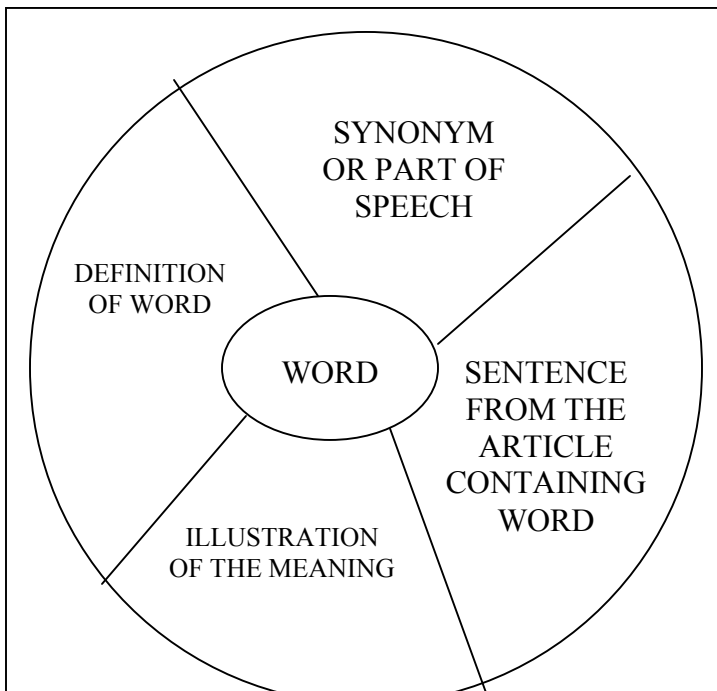 SYNONYM
OR PART OF
SPEECH
DEFINITION
OF WORD
WORD
SENTENCE
FROM THE
ARTICLE
CONTAINING
WORD
ILLUSTRATION
OF THE MEANING